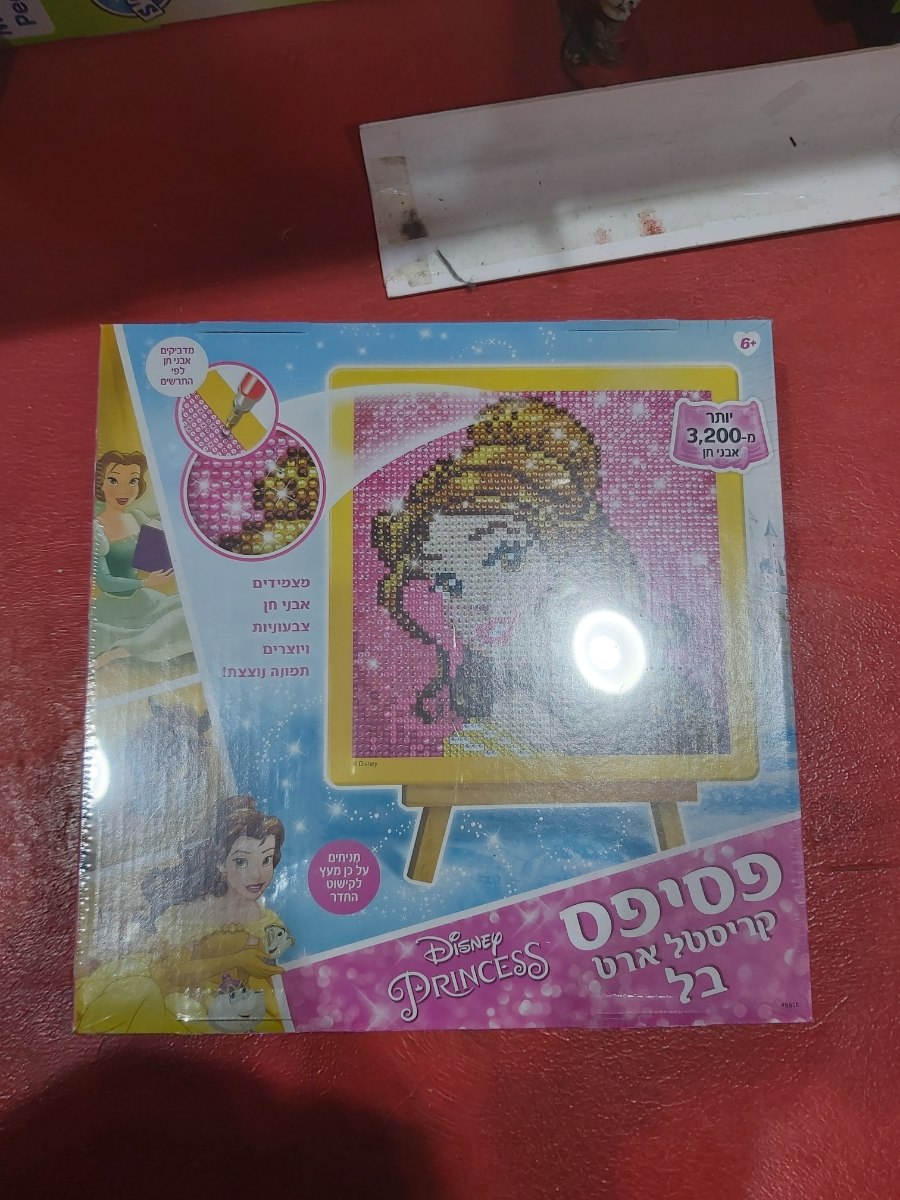 6+
מדביקים
אבני חן
לפי
התרשים
יותר
מ-3,200
אבני חן
מצמידים
אבני חן
צבעוניות
ויוצרים
תמונה נוצצת!
© Disney
מניחים
על כן מעץ
לקישוט
החדר
פסיפס
קריסטל ארט
בל
Disney
PRINCESS